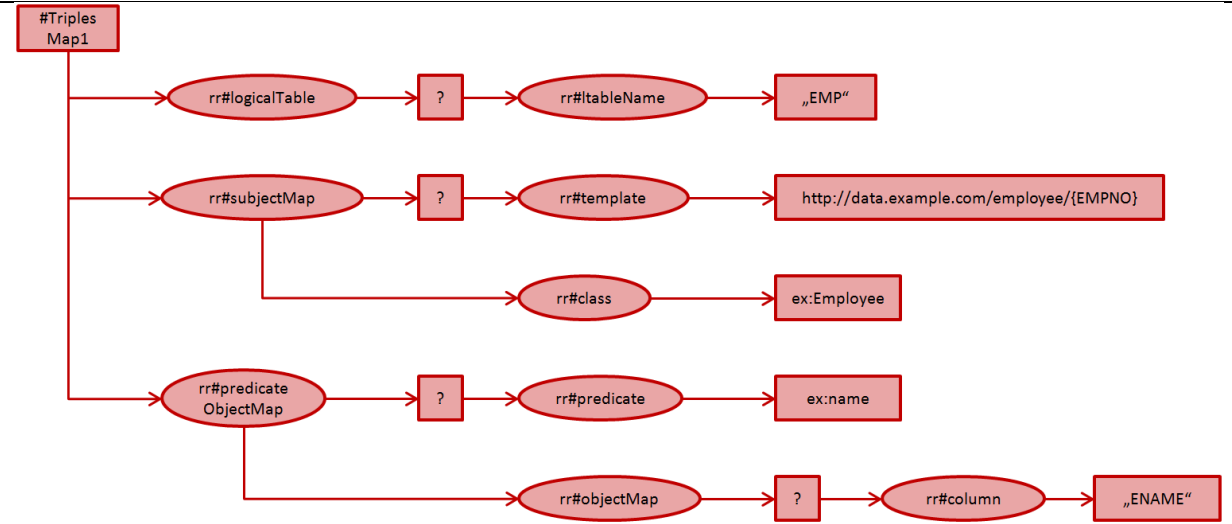 #Triples
Map1
rr#logicalTable
?
rr#ltableName
„EMP“
rr#subjectMap
?
rr#template
http://data.example.com/employee/{EMPNO}
rr#class
ex:Employee
rr#predicate
ObjectMap
?
rr#predicate
ex:name
rr#objectMap
?
rr#column
„ENAME“